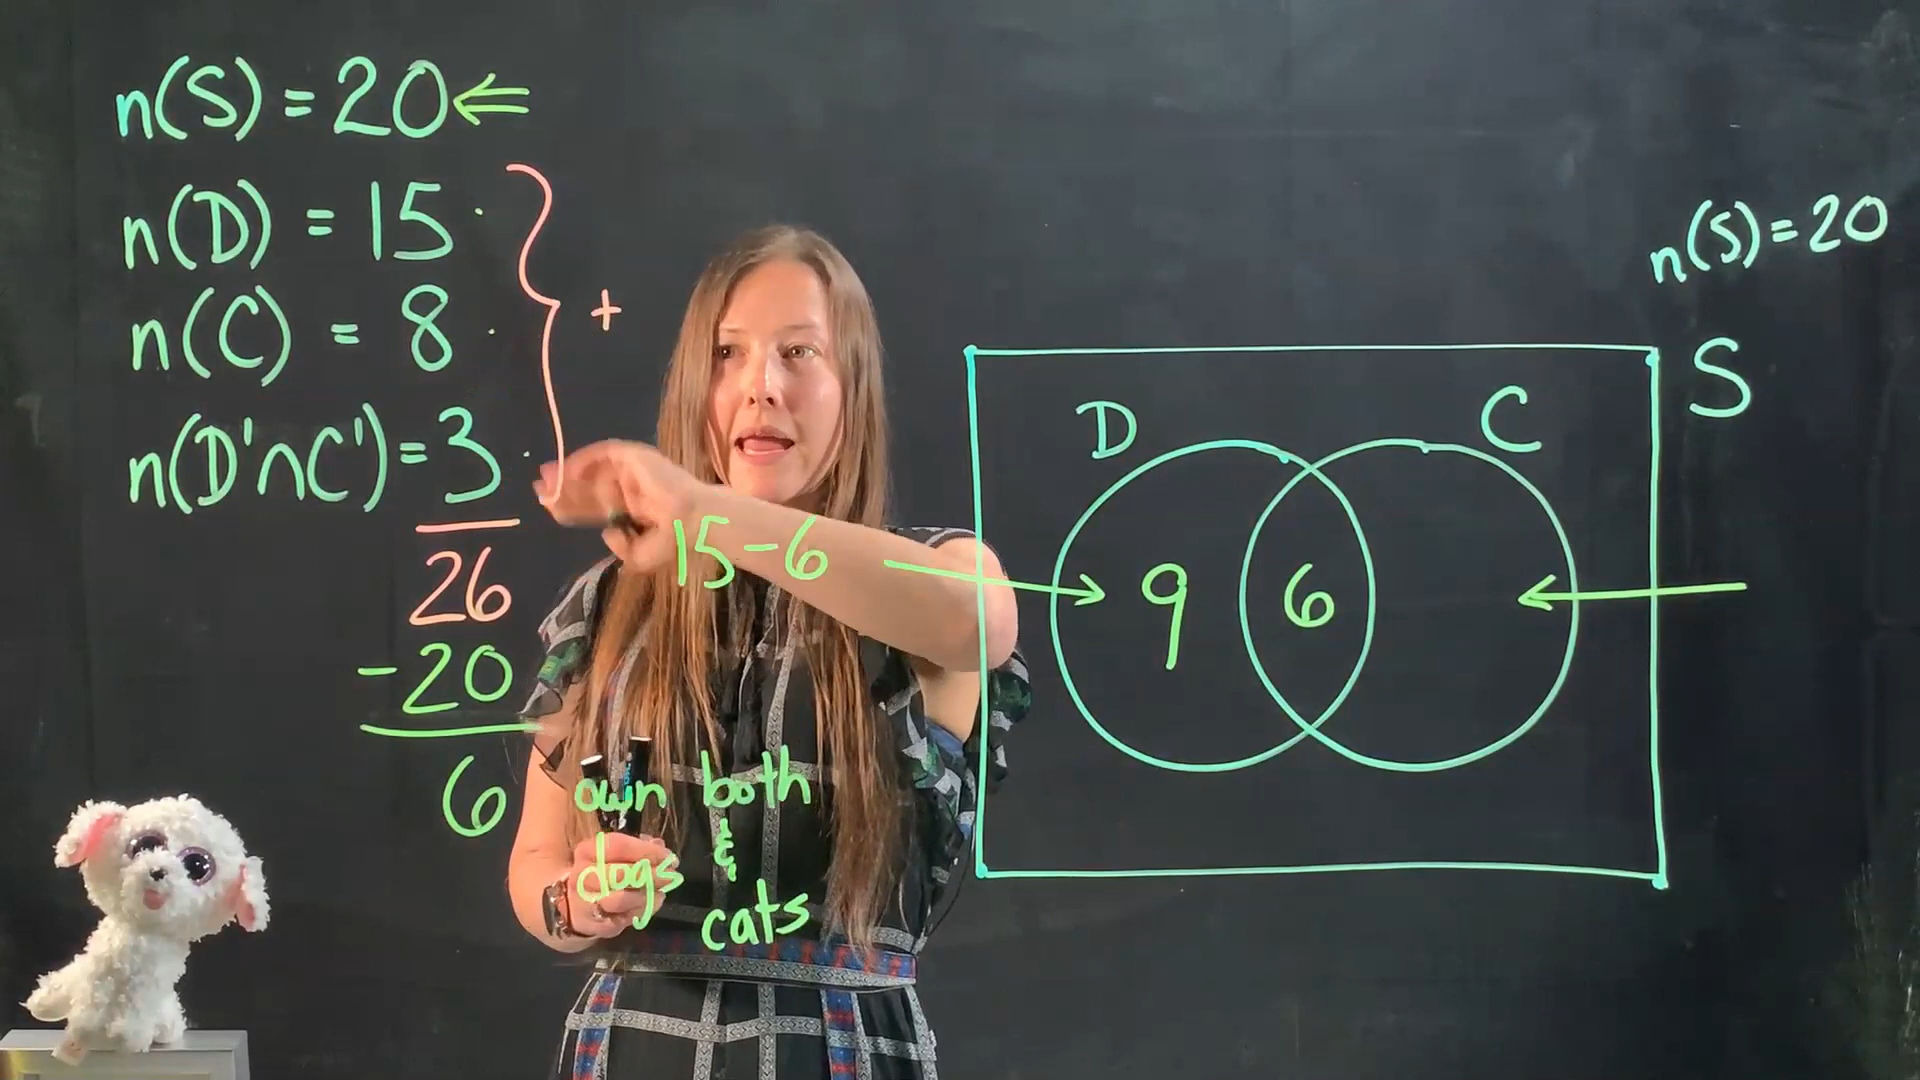 n(S) = 20 ⇐
n(D) = 15
n(C) = 8
+
n(D'∩C') = 3
26
-20
6
own both
dogs & cats
15-6
n(S) = 20
S
D
C
9
6